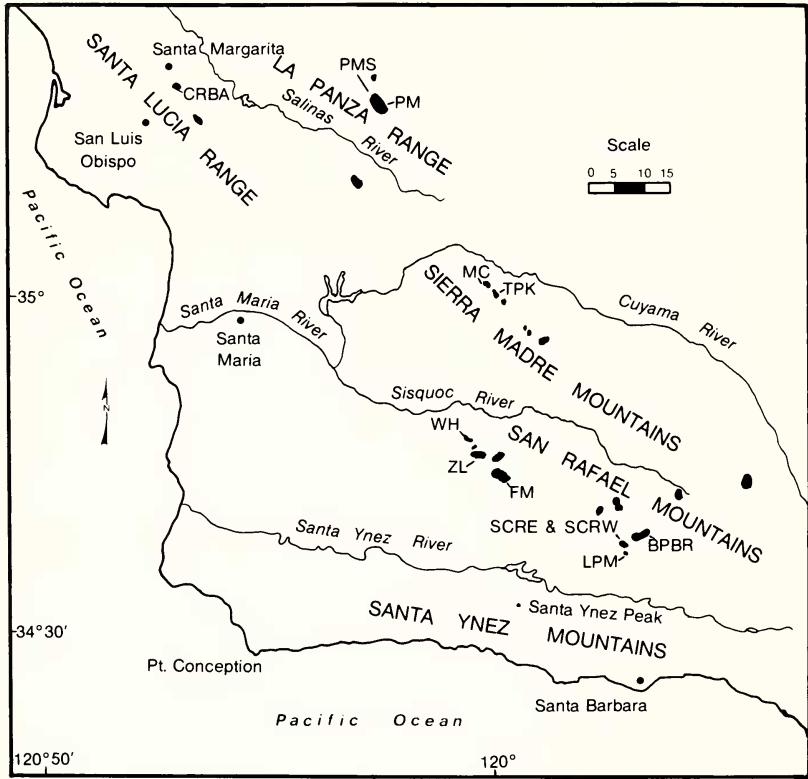 Santa Margarita
PMS
PM
CRBA
SANTA LUCIA RANGE
LA PANZA RANGE
Salinas River
San Luis
Obispo
Scale
0 5 10 15
Pacific Ocean
35°
MC
TPK
SIERRA MADRE MOUNTAINS
Cuyama River
Santa Maria River
Santa
Maria
N
Sisquoc River
WH
ZL
FM
SAN RAFAEL MOUNTAINS
SCRE & SCRW
BPBR
LPM
Santa Ynez River
Santa Ynez Peak
SANTA YNEZ MOUNTAINS
34°30'
Pt. Conception
Santa Barbara
Pacific Ocean
120°50'
120°